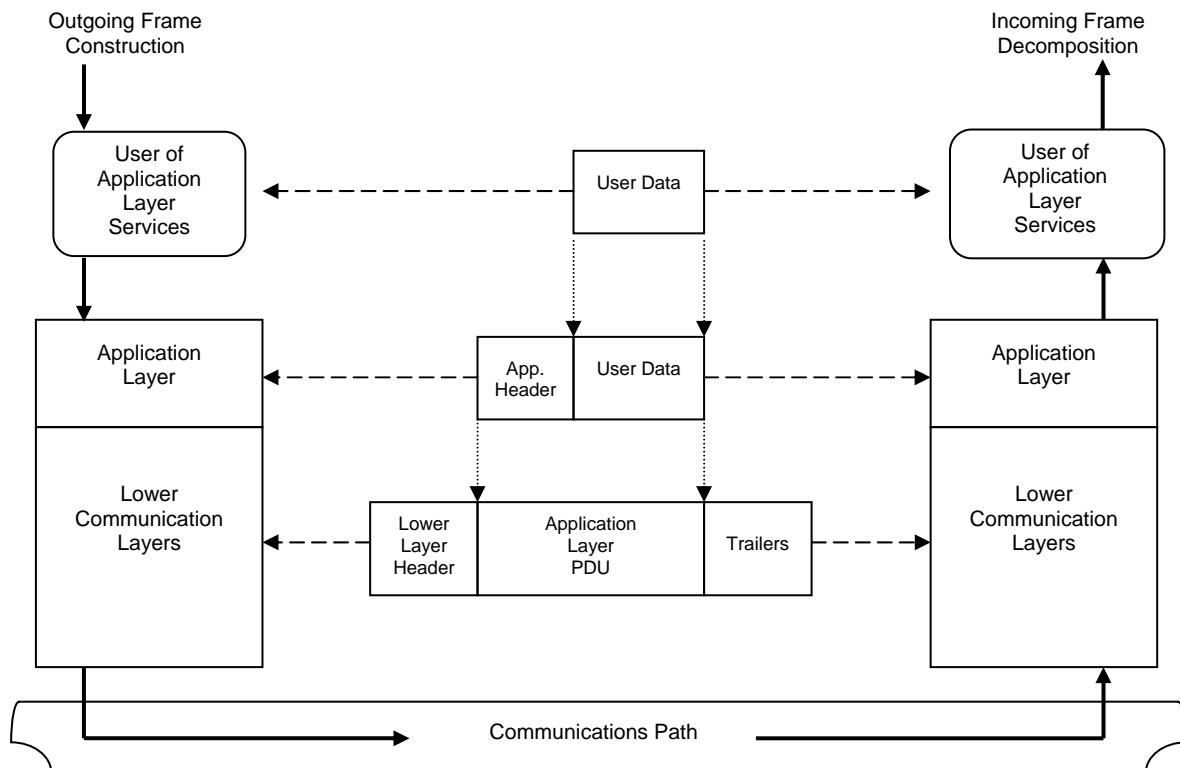 Outgoing Frame
Construction
Incoming Frame
Decomposition
User of
Application
Layer
Services
User Data
User of
Application
Layer
Services
Application
Layer
App.
Header
User Data
Application
Layer
Lower
Communication
Layers
Lower
Layer
Header
Application
Layer
PDU
Trailers
Lower
Communication
Layers
Communications Path